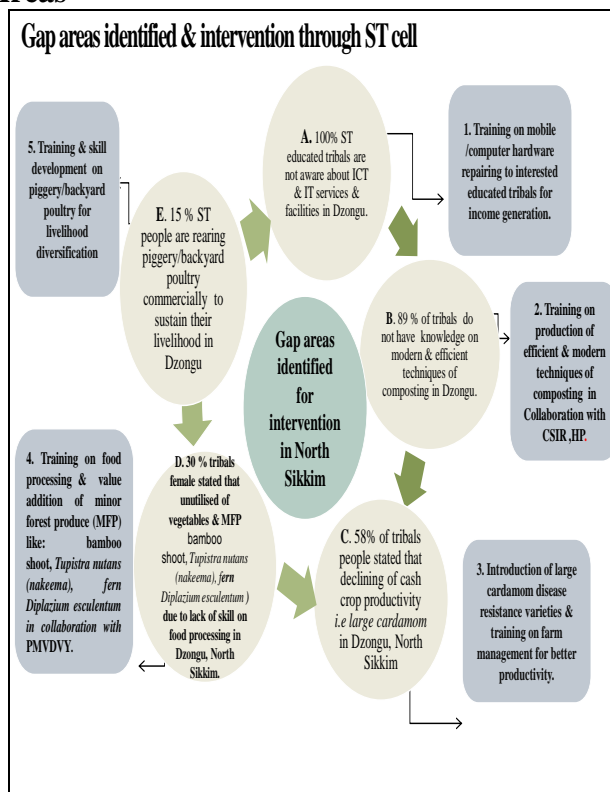 Gap areas identified & intervention through ST cell
A. 100% ST
educated tribals are
not aware about ICT
& IT services &
facilities in Dzongu.
1. Training on mobile
/computer hardware
repairing to interested
educated tribals for
income generation.
B. 89 % of tribals do
not have knowledge on
modern & efficient
techniques of
composting in Dzongu.
2. Training on
production of
efficient & modern
techniques of
composting in
Collaboration with
CSIR ,HP.
C. 58% of tribals
people stated that
declining of cash
crop productivity
i.e large cardamom
in Dzongu, North
Sikkim
3. Introduction of large
cardamom disease
resistance varieties &
training on farm
management for better
productivity.
D. 30 % tribals
female stated that
unutilised of
vegetables & MFP
bamboo
shoot, Tupistra nutans
(nakeema), fern
Diplazium esculentum )
due to lack of skill on
food processing in
Dzongu, North
Sikkim.
4. Training on food
processing & value
addition of minor
forest produce (MFP)
like: bamboo
shoot, Tupistra nutans
(nakeema), fern
Diplazium esculentum
in collaboration with
PMVDVY.
E. 15 % ST
people are rearing
piggery/backyard
poultry
commercially to
sustain their
livelihood in
Dzongu
5. Training & skill
development on
piggery/backyard
poultry for
livelihood
diversification
Gap areas
identified
for
intervention
in North
Sikkim